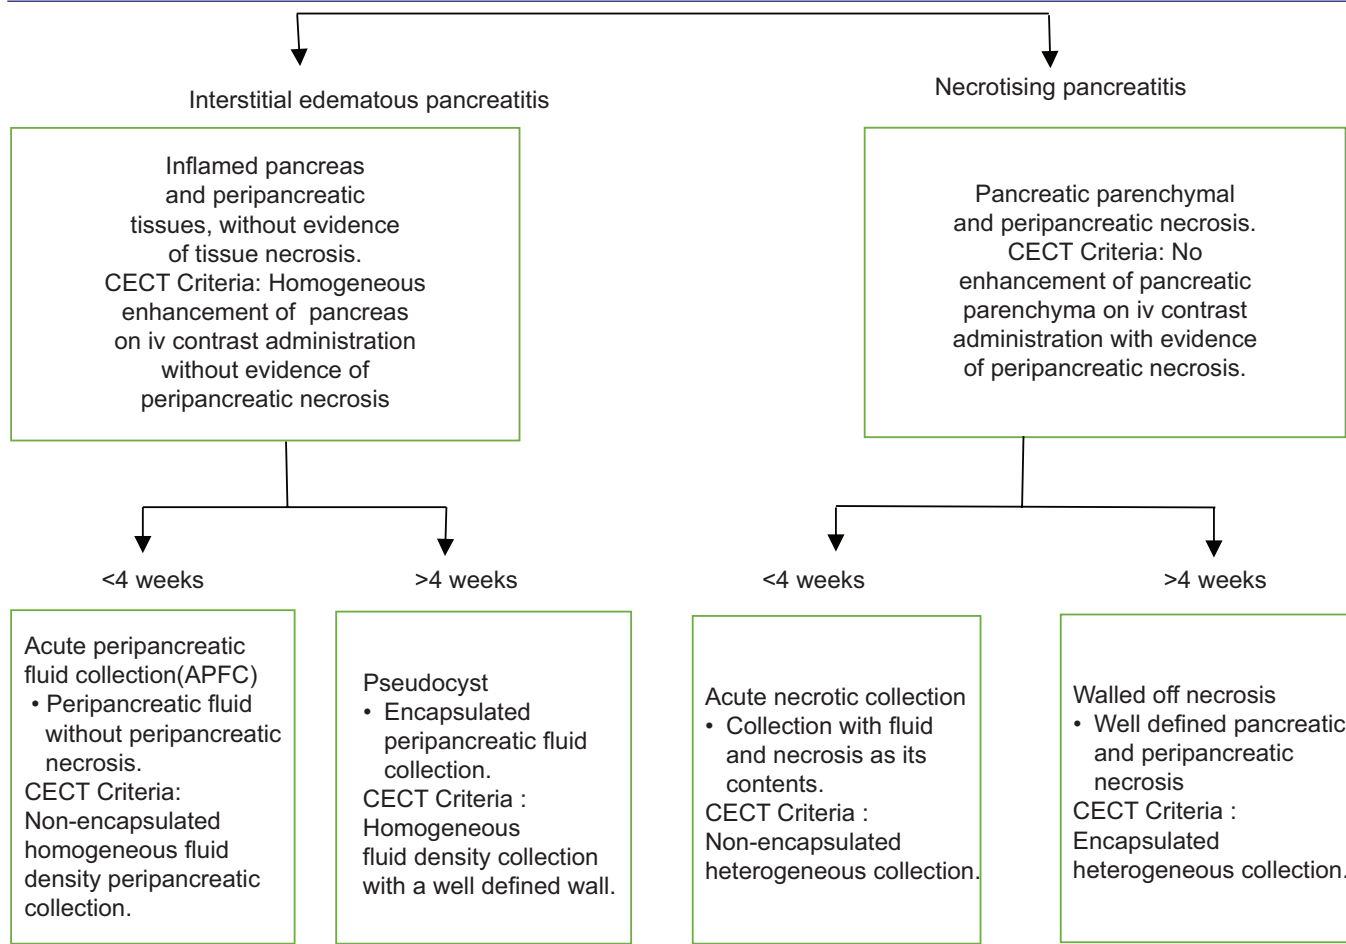 Interstitial edematous pancreatitis
Necrotising pancreatitis
Inflamed pancreas
and peripancreatic
tissues, without evidence
of tissue necrosis.
CECT Criteria: Homogeneous
enhancement of pancreas
on iv contrast administration
without evidence of
peripancreatic necrosis
Pancreatic parenchymal
and peripancreatic necrosis.
CECT Criteria: No
enhancement of pancreatic
parenchyma on iv contrast
administration with evidence
of peripancreatic necrosis.
<4 weeks
>4 weeks
<4 weeks
>4 weeks
Acute peripancreatic
fluid collection(APFC)
• Peripancreatic fluid
without peripancreatic
necrosis.
CECT Criteria:
Non-encapsulated
homogeneous fluid
density peripancreatic
collection.
Pseudocyst
• Encapsulated
peripancreatic fluid
collection.
CECT Criteria :
Homogeneous
fluid density collection
with a well defined wall.
Acute necrotic collection
• Collection with fluid
and necrosis as its
contents.
CECT Criteria :
Non-encapsulated
heterogeneous collection.
Walled off necrosis
• Well defined pancreatic
and peripancreatic
necrosis
CECT Criteria :
Encapsulated
heterogeneous collection.